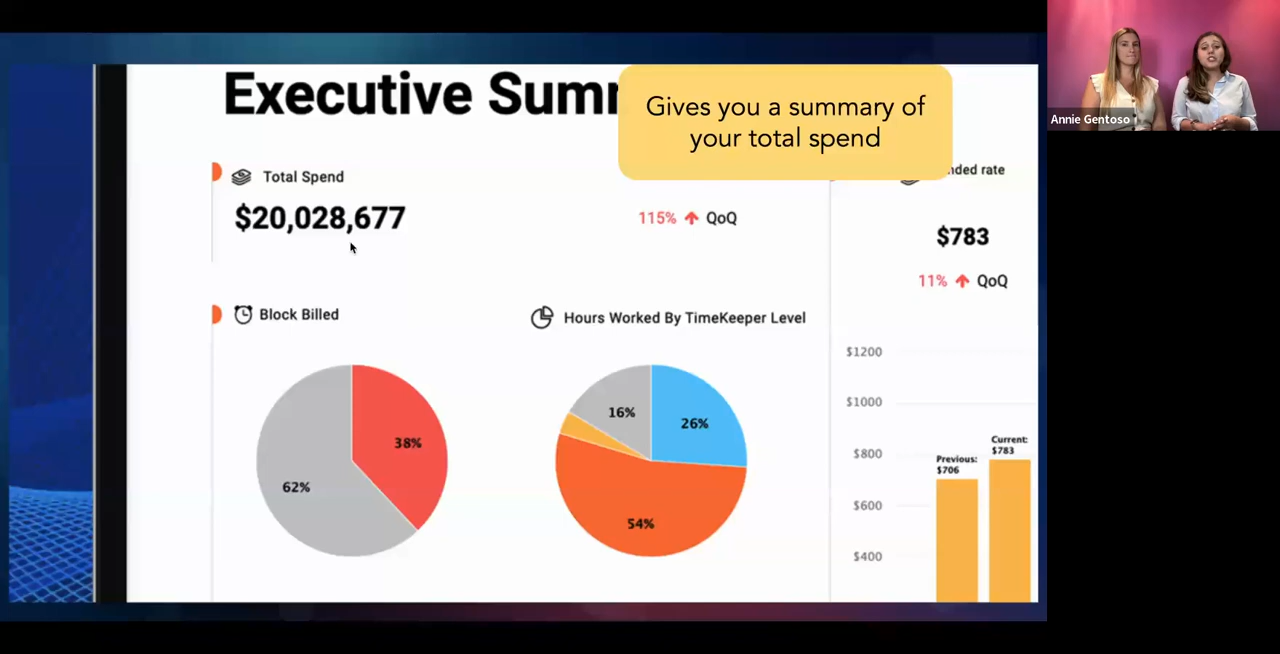 Executive Sum
Gives you a summary of
your total spend
Total Spend
$20,028,677
115% QoQ
nded rate
$783
11% QoQ
Block Billed
Hours Worked By TimeKeeper Level
38%
62%
16%
26%
54%
$1200
$1000
$800
$600
$400
Previous:
$706
Current:
$783
Annie Gentoso